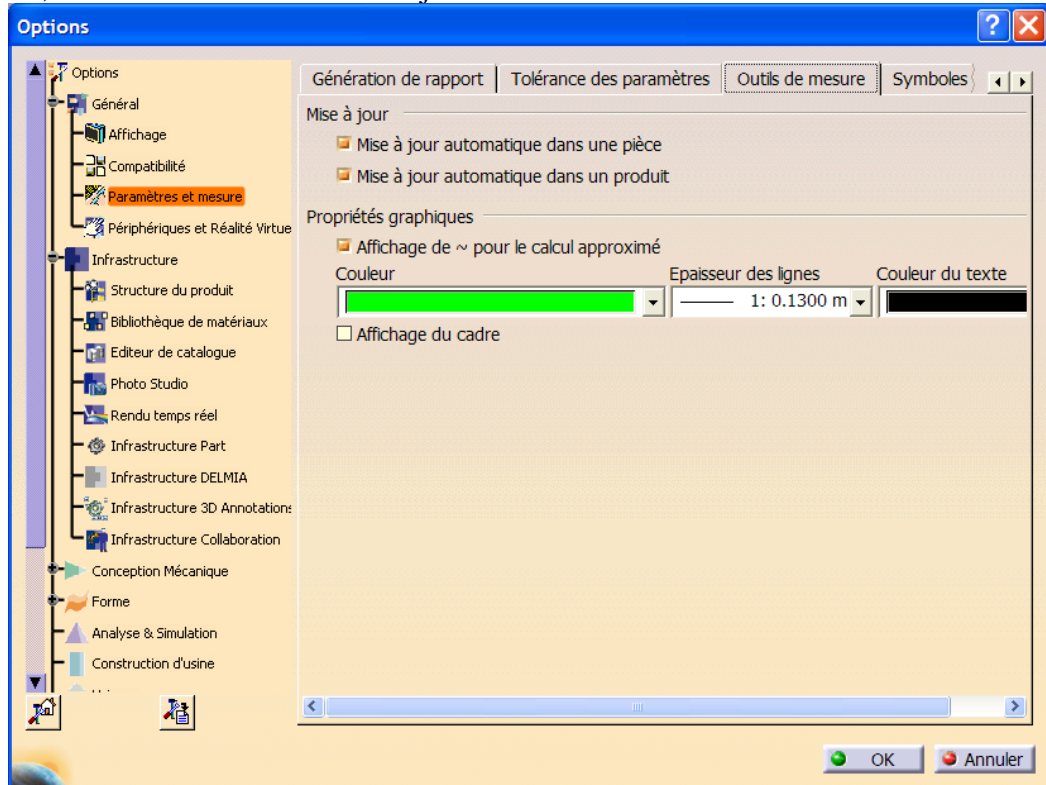 Options
Options
Général
Affichage
Compatibilité
Paramètres et mesure
Périphériques et Réalité Virtue
Infrastructure
Structure du produit
Bibliothèque de matériaux
Editeur de catalogue
Photo Studio
Rendu temps réel
Infrastructure Part
Infrastructure DELMIA
Infrastructure 3D Annotations
Infrastructure Collaboration
Conception Mécanique
Forme
Analyse & Simulation
Construction d'usine
Génération de rapport Tolérance des paramètres Outils de mesure Symboles
Mise à jour
Mise à jour automatique dans une pièce
Mise à jour automatique dans un produit
Propriétés graphiques
Affichage de ~ pour le calcul approximé
Couleur Epaisseur des lignes Couleur du texte
1: 0.1300 m
Affichage du cadre
OK Annuler